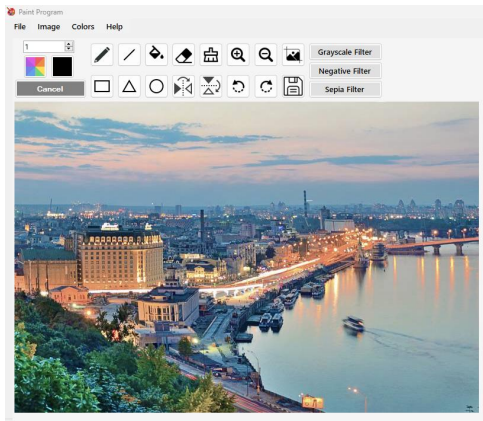 Paint Program
File Image Colors Help
1
Grayscale Filter
Negative Filter
Cancel
Sepia Filter